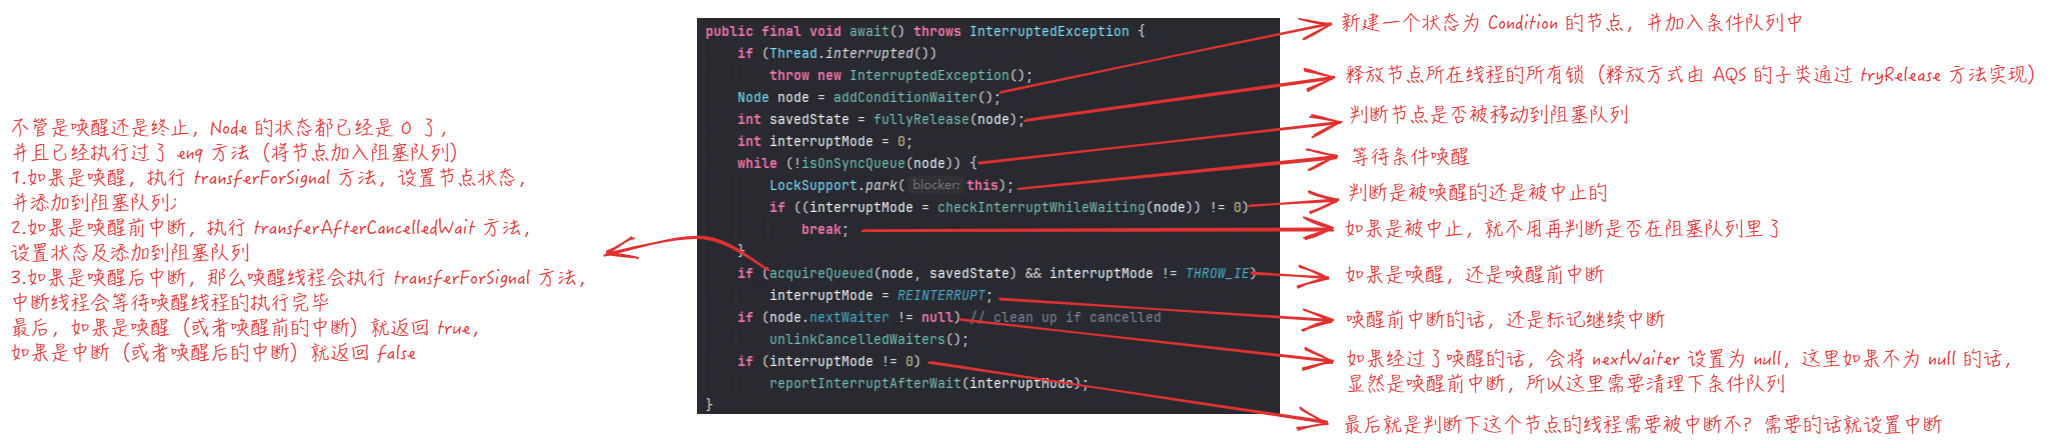 不管是唤醒还是终止，Node 的状态都已经是 0 了，
并且已经执行过了 enq 方法（将节点加入阻塞队列）
1.如果是唤醒，执行 transferForSignal 方法，设置节点状态，
并添加到阻塞队列;
2.如果是唤醒前中断，执行 transferAfterCancelledWait 方法，
设置状态及添加到阻塞队列
3.如果是唤醒后中断，那么唤醒线程会执行 transferForSignal 方法，
中断线程会等待唤醒线程的执行完毕
最后，如果是唤醒（或者唤醒前的中断）就返回 true，
如果是中断（或者唤醒后的中断）就返回 false
public final void await() throws InterruptedException {
if (Thread.interrupted())
throw new InterruptedException();
Node node = addConditionWaiter();
int savedState = fullyRelease(node);
int interruptMode = 0;
while (!isOnSyncQueue(node)) {
LockSupport.park( blocker: this);
if ((interruptMode = checkInterruptWhileWaiting(node)) != 0)
break;
}
if (acquireQueued(node, savedState) && interruptMode != THROW_IE)
interruptMode = REINTERRUPT;
if (node.nextWaiter != null) // clean up if cancelled
unlinkCancelledWaiters();
if (interruptMode != 0)
reportInterruptAfterWait(interruptMode);
}
新建一个状态为 Condition 的节点，并加入条件队列中
释放节点所在线程的所有锁（释放方式由 AQS 的子类通过 tryRelease 方法实现）
判断节点是否被移动到阻塞队列
等待条件唤醒
判断是被唤醒的还是被中止的
如果是被中止，就不用再判断是否在阻塞队列里了
如果是唤醒，还是唤醒前中断
唤醒前中断的话，还是标记继续中断
如果经过了唤醒的话，会将 nextWaiter 设置为 null，这里如果不为 null 的话，
显然是唤醒前中断，所以这里需要清理下条件队列
最后就是判断下这个节点的线程需要被中断不？需要的话就设置中断